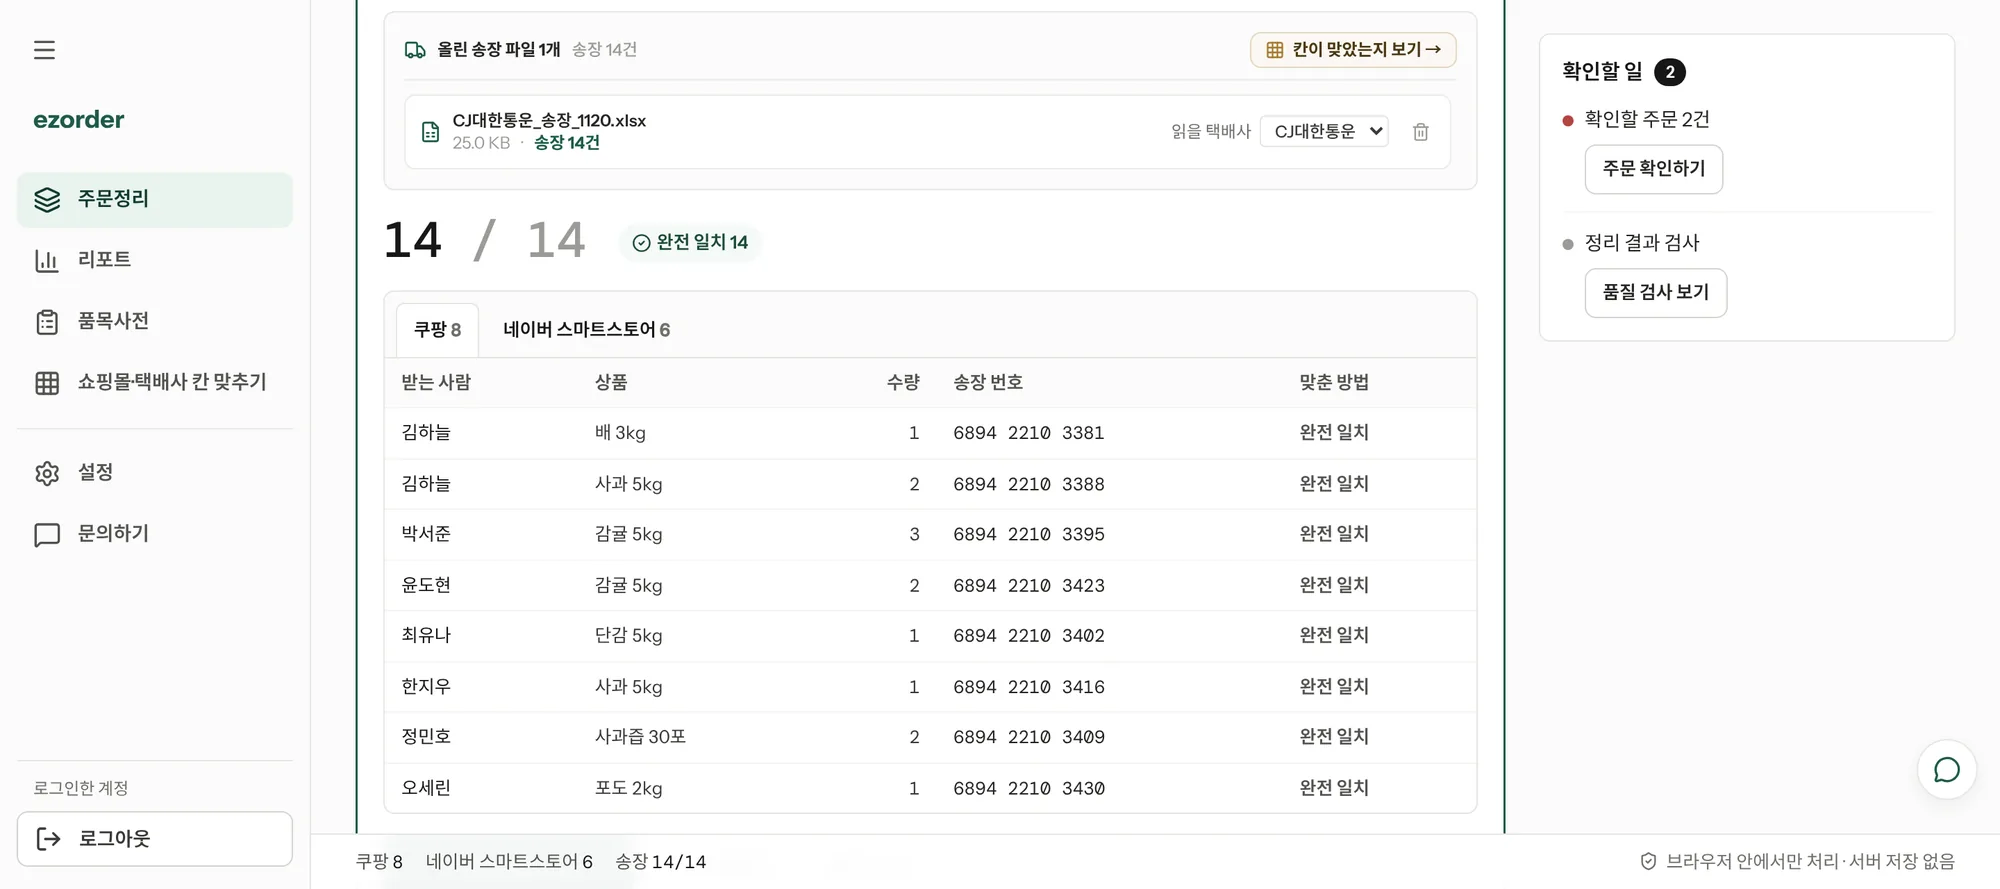 ezorder
주문정리
리포트
품목사전
쇼핑몰·택배사 칸 맞추기
설정
문의하기
로그인한 계정
로그아웃
올린 송장 파일 1개 송장 14건
칸이 맞았는지 보기 →
CJ대한통운_송장_1120.xlsx
25.0 KB · 송장 14건
읽을 택배사 CJ대한통운
14 / 14 완전 일치 14
쿠팡 8 네이버 스마트스토어 6
받는 사람 상품 수량 송장 번호 맞춘 방법
김하늘 배 3kg 1 6894 2210 3381 완전 일치
김하늘 사과 5kg 2 6894 2210 3388 완전 일치
박서준 감귤 5kg 3 6894 2210 3395 완전 일치
윤도현 감귤 5kg 2 6894 2210 3423 완전 일치
최유나 단감 5kg 1 6894 2210 3402 완전 일치
한지우 사과 5kg 1 6894 2210 3416 완전 일치
정민호 사과즙 30포 2 6894 2210 3409 완전 일치
오세린 포도 2kg 1 6894 2210 3430 완전 일치
확인할 일 2
확인할 주문 2건
주문 확인하기
정리 결과 검사
품질 검사 보기
쿠팡 8 네이버 스마트스토어 6 송장 14/14
브라우저 안에서만 처리 · 서버 저장 없음